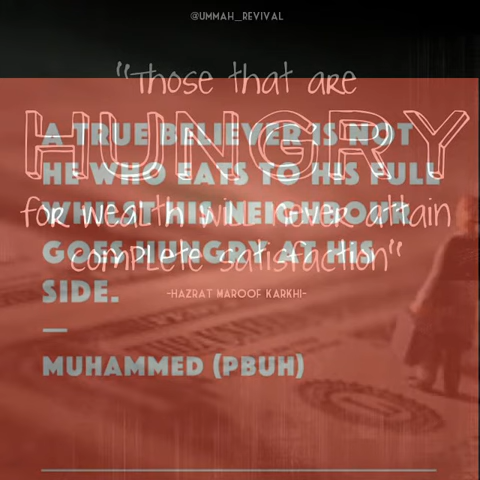 @UMMAH_REVIVAL
"Those that are
HUNGRY
for wealth will never attain
complete satisfaction"
-HAZRAT MAROOF KARKHI-
A TRUE BELIEVER IS NOT
HE WHO EATS TO HIS FULL
WHILST HIS NEIGHBOUR
GOES HUNGRY AT HIS
SIDE.
—
MUHAMMED (PBUH)